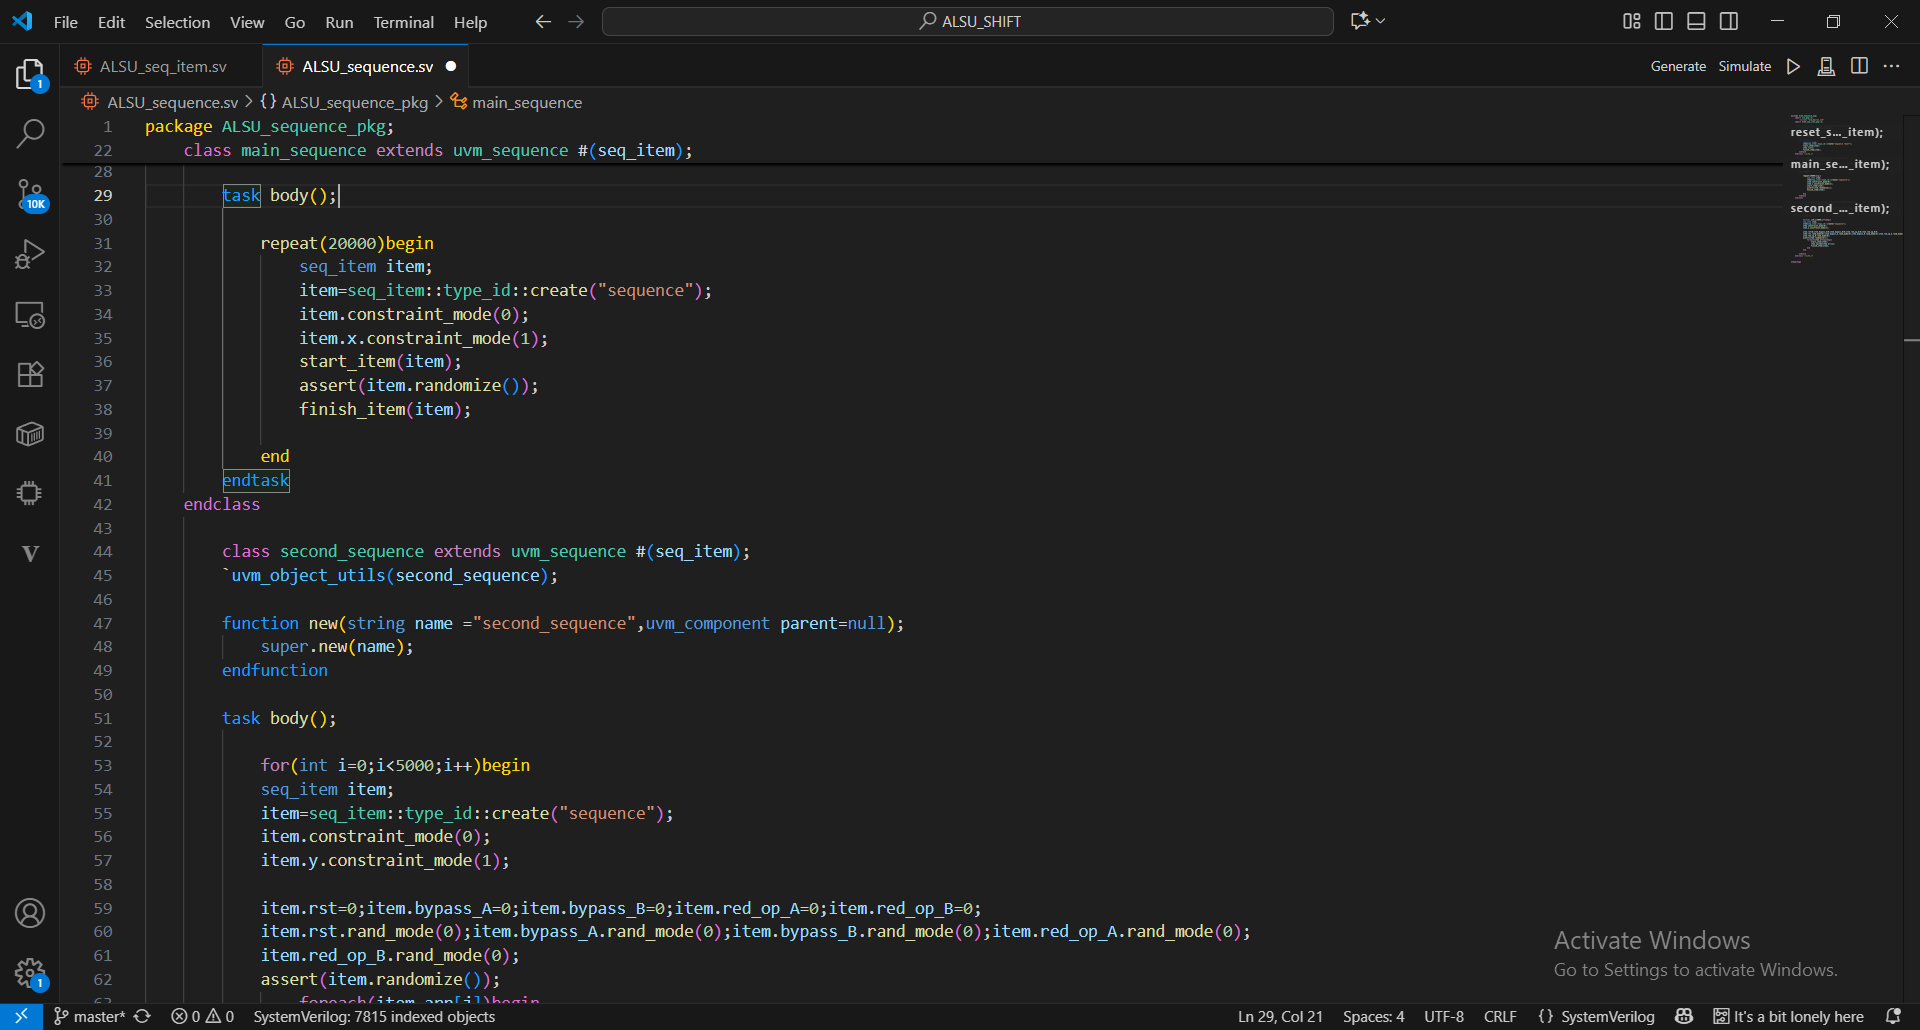 File Edit Selection View Go Run Terminal Help
ALSU_SHIFT
ALSU_seq_item.sv
ALSU_sequence.sv
Generate Simulate
ALSU_sequence.sv > {} ALSU_sequence_pkg > main_sequence
1 package ALSU_sequence_pkg;
22 class main_sequence extends uvm_sequence #(seq_item);
28
29 task body();
30
31 repeat(20000)begin
32 seq_item item;
33 item=seq_item::type_id::create("sequence");
34 item.constraint_mode(0);
35 item.x.constraint_mode(1);
36 start_item(item);
37 assert(item.randomize());
38 finish_item(item);
39
40 end
41 endtask
42 endclass
43
44 class second_sequence extends uvm_sequence #(seq_item);
45 `uvm_object_utils(second_sequence);
46
47 function new(string name ="second_sequence",uvm_component parent=null);
48 super.new(name);
49 endfunction
50
51 task body();
52
53 for(int i=0;i<5000;i++)begin
54 seq_item item;
55 item=seq_item::type_id::create("sequence");
56 item.constraint_mode(0);
57 item.y.constraint_mode(1);
58
59 item.rst=0;item.bypass_A=0;item.bypass_B=0;item.red_op_A=0;item.red_op_B=0;
60 item.rst.rand_mode(0);item.bypass_A.rand_mode(0);item.bypass_B.rand_mode(0);item.red_op_A.rand_mode(0);
61 item.red_op_B.rand_mode(0);
62 assert(item.randomize());
reset_s..._item);
main_se..._item);
second_..._item);
1
10K
1
Activate Windows
Go to Settings to activate Windows.
master* 0 0 SystemVerilog: 7815 indexed objects
Ln 29, Col 21 Spaces: 4 UTF-8 CRLF {} SystemVerilog It's a bit lonely here